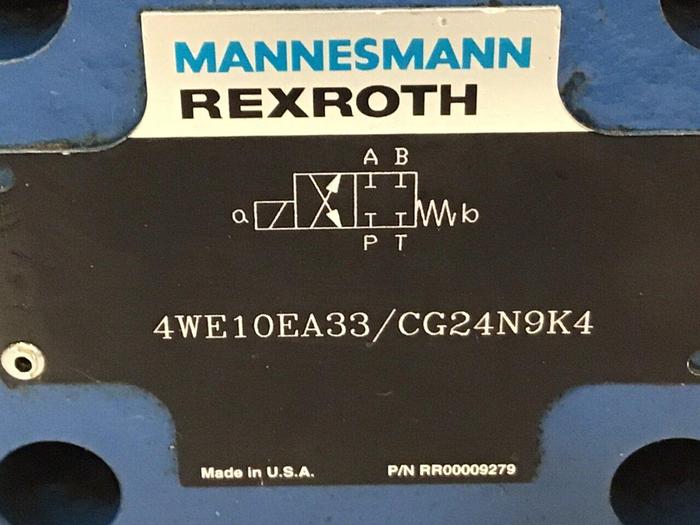 MANNESMANN
REXROTH
A B
a b
P T
4WE10EA33/CG24N9K4
Made in U.S.A. P/N RR00009279